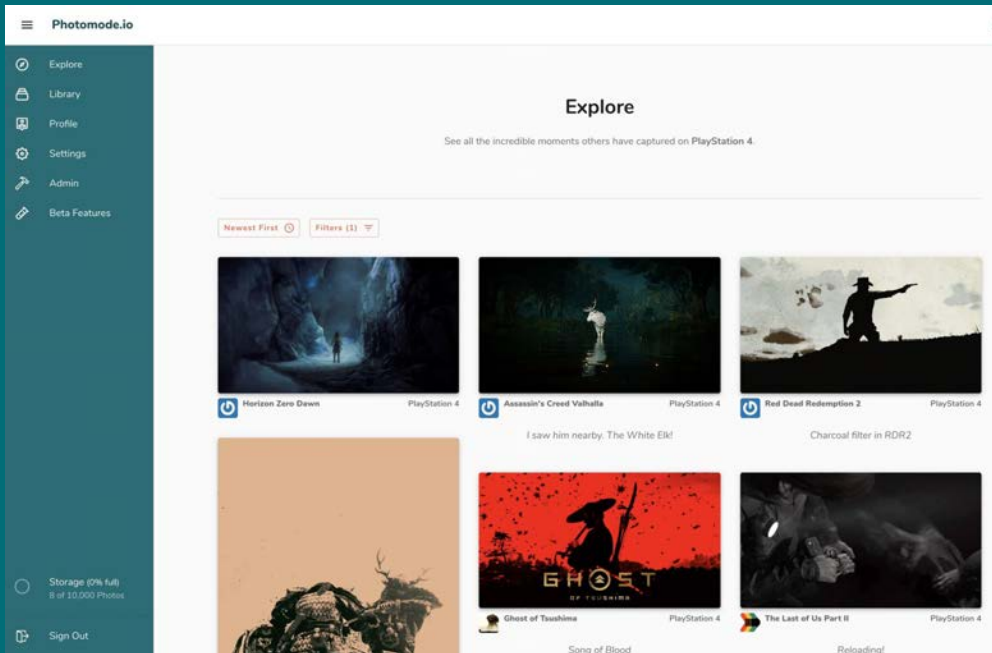 Photomode.io
Explore
Library
Profile
Settings
Admin
Beta Features
Storage (0% full)
8 of 10,000 Photos
Sign Out
Explore
See all the incredible moments others have captured on PlayStation 4.
Newest First
Filters (1)
Horizon Zero Dawn PlayStation 4
Assassin's Creed Valhalla PlayStation 4
Red Dead Redemption 2 PlayStation 4
I saw him nearby. The White Elk!
Charcoal filter in RDR2
GHOST
OF TSUSHIMA
Ghost of Tsushima PlayStation 4
The Last of Us Part II PlayStation 4
Song of Blood
Reloading!